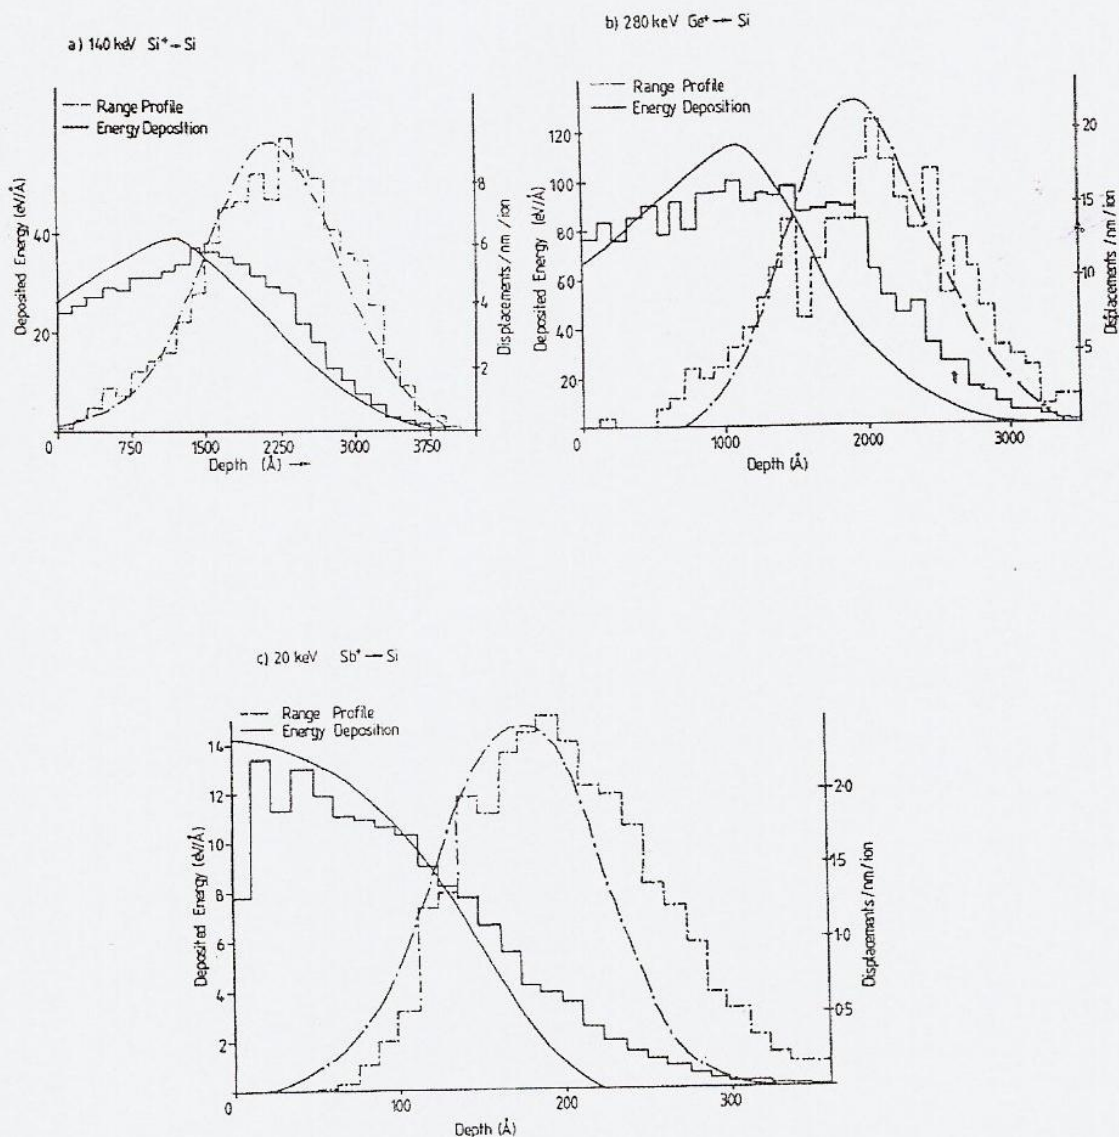 a) 140 keV Si⁺→Si
Range Profile
Energy Deposition
Deposited Energy (eV/Å)
40
20
8
6
4
2
Displacements/nm/ion
0 750 1500 2250 3000 3750
Depth (Å) →
b) 280 keV Ge⁺→ Si
Range Profile
Energy Deposition
Deposited Energy (eV/Å)
120
100
80
60
40
20
20
15
10
5
Displacements/nm/ion
0 1000 2000 3000
Depth (Å)
c) 20 keV Sb⁺→ Si
Range Profile
Energy Deposition
Deposited Energy (eV/Å)
14
12
10
8
6
4
2
2.0
1.5
1.0
0.5
Displacements/nm/ion
0 100 200 300
Depth (Å)